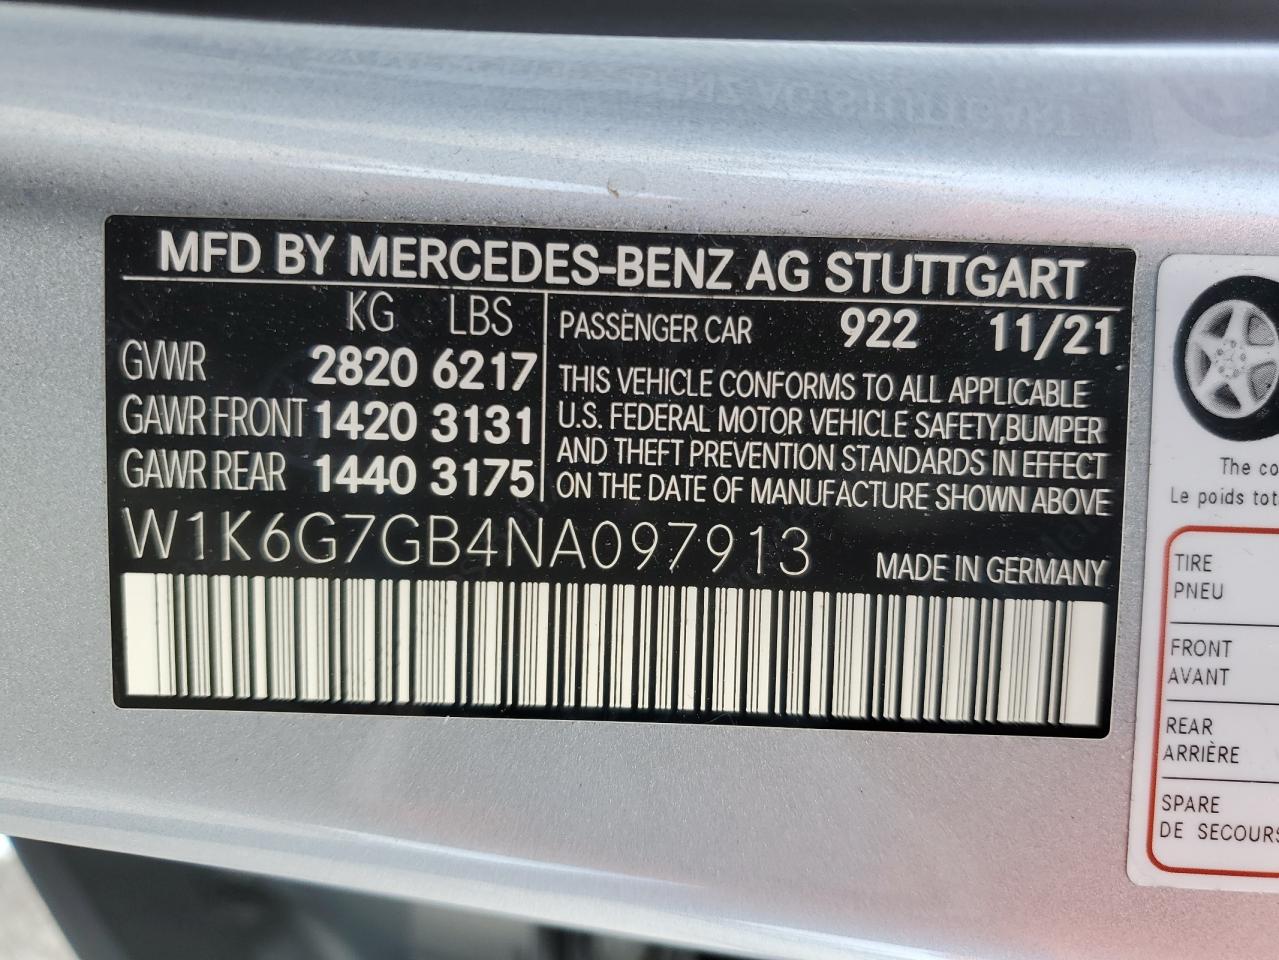 MFD BY MERCEDES-BENZ AG STUTTGART
KG LBS
GVWR 2820 6217
GAWR FRONT 1420 3131
GAWR REAR 1440 3175
PASSENGER CAR 922 11/21
THIS VEHICLE CONFORMS TO ALL APPLICABLE
U.S. FEDERAL MOTOR VEHICLE SAFETY,BUMPER
AND THEFT PREVENTION STANDARDS IN EFFECT
ON THE DATE OF MANUFACTURE SHOWN ABOVE
W1K6G7GB4NA097913
MADE IN GERMANY
The co
Le poids tot
TIRE
PNEU
FRONT
AVANT
REAR
ARRIÈRE
SPARE
DE SECOURS